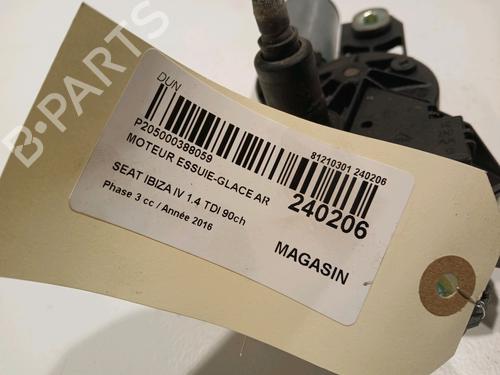 DUN
P205000388059
81210301 240206
MOTEUR ESSUIE-GLACE AR
240206
SEAT IBIZA IV 1.4 TDI 90ch
Phase 3 cc / Année 2016
MAGASIN
B-PARTS